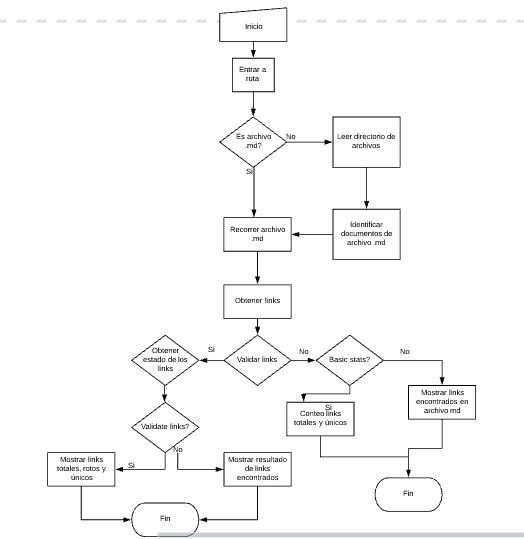 Inicio
Entrar a
ruta
Es archivo
.md?
No
Leer directorio de
archivos
Si
Recorrer archivo
.md
Identificar
documentos de
archivo .md
Obtener links
Obtener
estado de los
links
Si
Validar links
No
Basic stats?
No
Si
Conteo links
totales y únicos
Mostrar links
encontrados en
archivo md
Validate links?
Si
No
Mostrar links
totales, rotos y
únicos
Mostrar resultado
de links
encontrados
Fin
Fin